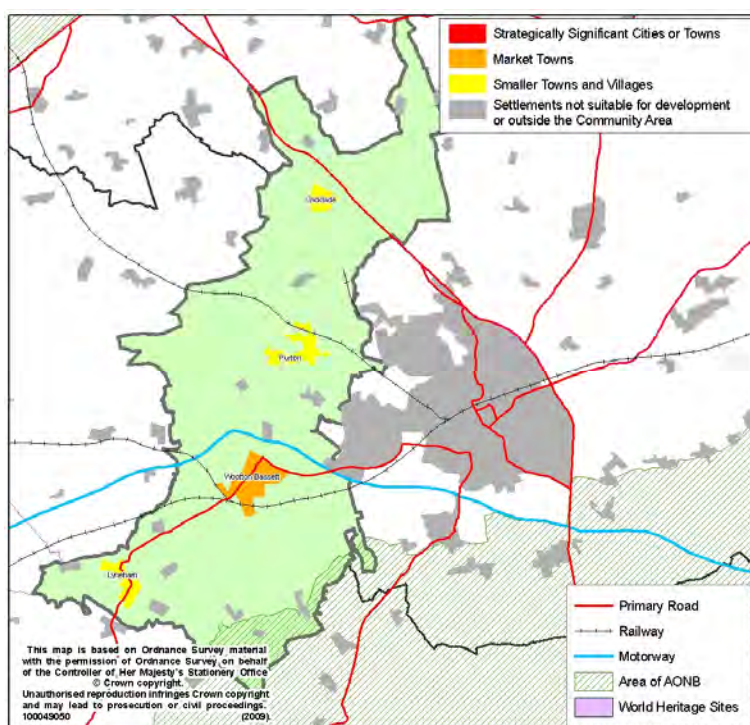 Strategically Significant Cities or Towns
Market Towns
Smaller Towns and Villages
Settlements not suitable for development
or outside the Community Area
Purton
Wootton Bassett
Lyneham
Primary Road
Railway
Motorway
Area of AONB
World Heritage Sites
This map is based on Ordnance Survey material
with the permission of Ordnance Survey on behalf
of the Controller of Her Majesty's Stationery Office
© Crown copyright.
Unauthorised reproduction infringes Crown copyright
and may lead to prosecution or civil proceedings.
100049050 (2009)